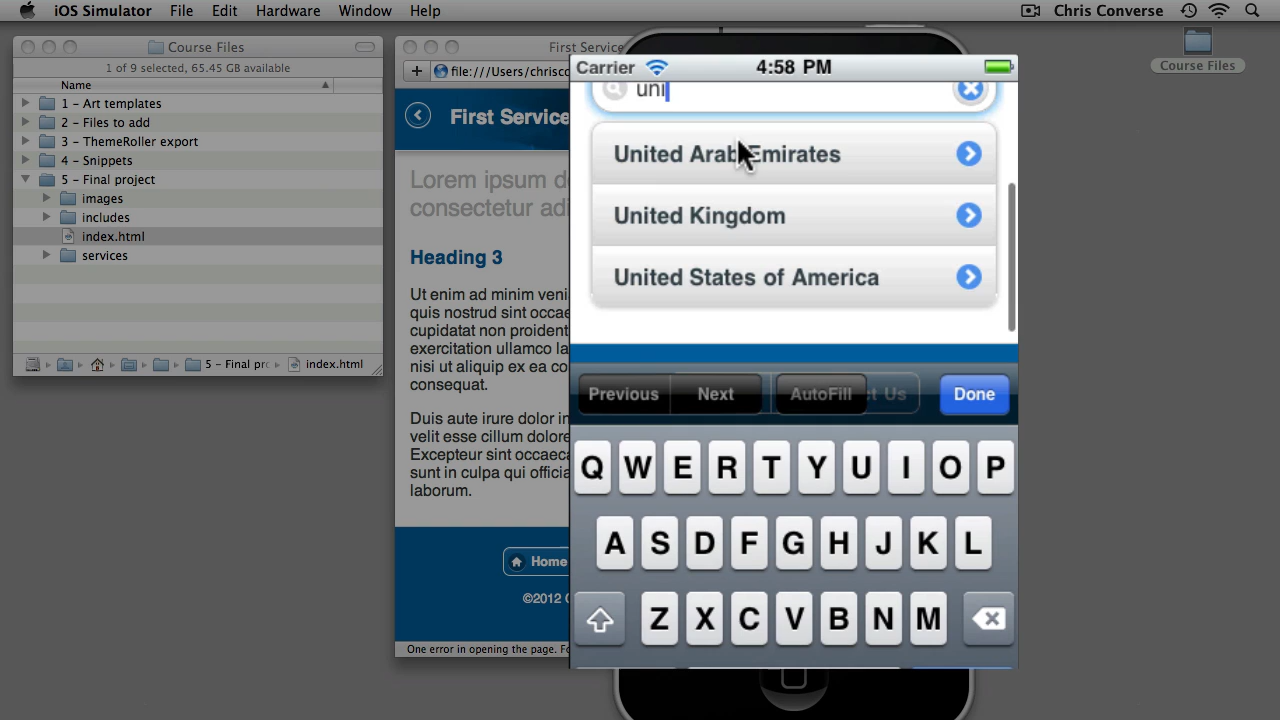 iOS Simulator File Edit Hardware Window Help Chris Converse
Course Files
1 of 9 selected, 65.45 GB available
Name
1 – Art templates
2 – Files to add
3 – ThemeRoller export
4 – Snippets
5 – Final project
images
includes
index.html
services
5 – Final pr index.html
First Service
file:///Users/chrisc
First Service
Lorem ipsum d
consectetur adi
Heading 3
Ut enim ad minim veni
quis nostrud sint occae
cupidatat non proident
exercitation ullamco la
nisi ut aliquip ex ea co
consequat.
Duis aute irure dolor in
velit esse cillum dolore
Excepteur sint occaeca
sunt in culpa qui officia
laborum.
Home
©2012 C
One error in opening the page. Fo
Carrier 4:58 PM
uni
United Arab Emirates
United Kingdom
United States of America
Previous Next AutoFill t Us Done
Q W E R T Y U I O P
A S D F G H J K L
Z X C V B N M
Course Files